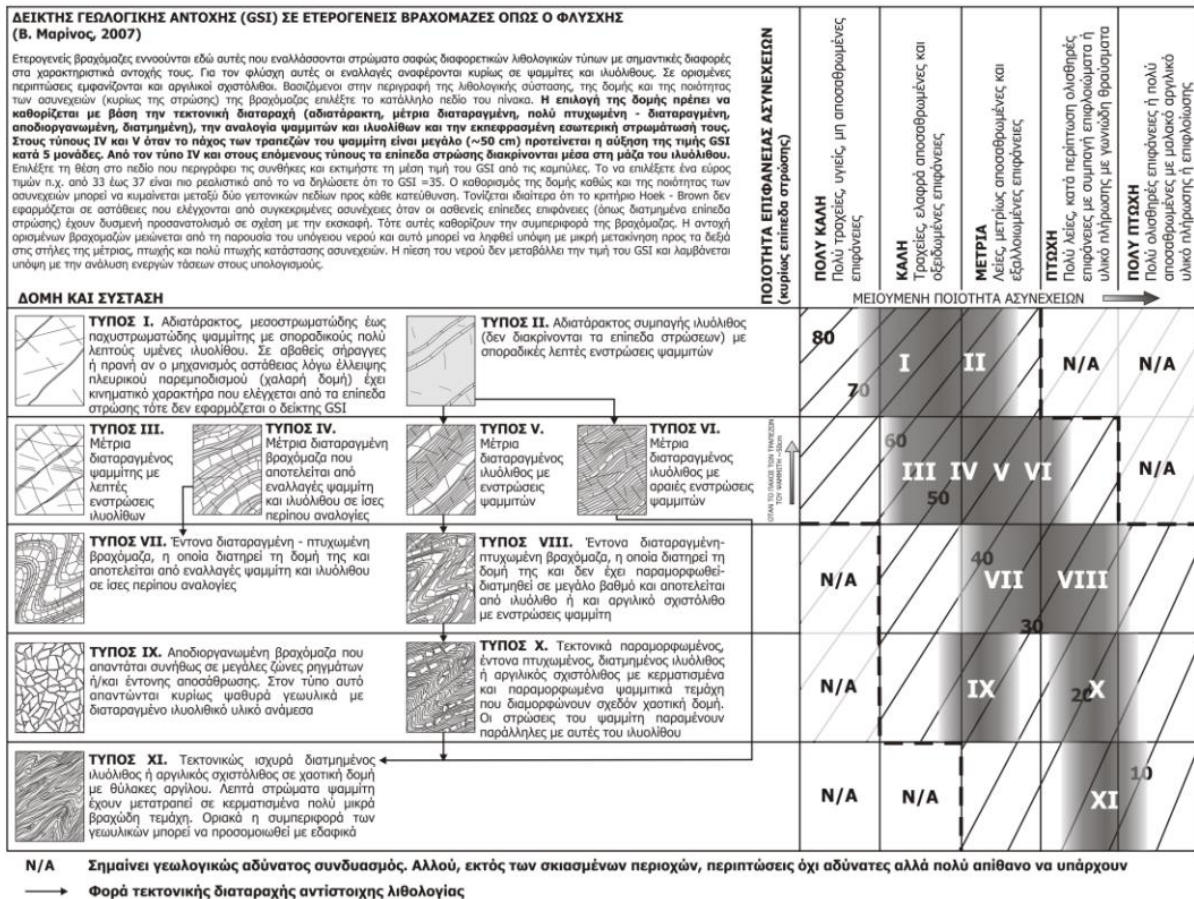 ΔΕΙΚΤΗΣ ΓΕΩΛΟΓΙΚΗΣ ΑΝΤΟΧΗΣ (GSI) ΣΕ ΕΤΕΡΟΓΕΝΕΙΣ ΒΡΑΧΟΜΑΖΕΣ ΟΠΩΣ Ο ΦΛΥΣΧΗΣ
(Β. Μαρίνος, 2007)
Ετερογενείς βραχόμαζες εννοούνται εδώ αυτές που εναλλάσσονται στρώματα σαφώς διαφορετικών λιθολογικών τύπων με σημαντικές διαφορές
στα χαρακτηριστικά αντοχής τους. Για τον φλύσχη αυτές οι εναλλαγές αναφέρονται κυρίως σε ψαμμίτες και ιλυόλιθους. Σε ορισμένες
περιπτώσεις εμφανίζονται και αργιλικοί σχιστόλιθοι. Βασιζόμενοι στην περιγραφή της λιθολογικής σύστασης, της δομής και της ποιότητας
των ασυνεχειών (κυρίως της στρώσης) της βραχόμαζας επιλέξτε το κατάλληλο πεδίο του πίνακα. Η επιλογή της δομής πρέπει να
καθορίζεται με βάση την τεκτονική διαταραχή (αδιατάρακτη, μέτρια διαταραγμένη, πολύ πτυχωμένη - διαταραγμένη,
αποδιοργανωμένη, διατμημένη), την αναλογία ψαμμιτών και ιλυολίθων και την εκπεφρασμένη εσωτερική στρωμάτωσή τους.
Στους τύπους IV και V όταν το πάχος των τραπεζών του ψαμμίτη είναι μεγάλο (~50 cm) προτείνεται η αύξηση της τιμής GSI
κατά 5 μονάδες. Από τον τύπο IV και στους επόμενους τύπους τα επίπεδα στρώσης διακρίνονται μέσα στη μάζα του ιλυόλιθου.
Επιλέξτε τη θέση στο πεδίο που περιγράφει τις συνθήκες και εκτιμήστε τη μέση τιμή του GSI από τις καμπύλες. Το να επιλέξετε ένα εύρος
τιμών π.χ. από 33 έως 37 είναι πιο ρεαλιστικό από το να δηλώσετε ότι το GSI =35. Ο καθορισμός της δομής καθώς και της ποιότητας των
ασυνεχειών μπορεί να κυμαίνεται μεταξύ δύο γειτονικών πεδίων προς κάθε κατεύθυνση. Τονίζεται ιδιαίτερα ότι το κριτήριο Hoek - Brown δεν
εφαρμόζεται σε αστάθειες που ελέγχονται από συγκεκριμένες ασυνέχειες όταν οι ασθενείς επίπεδες επιφάνειες (όπως διατμημένα επίπεδα
στρώσης) έχουν δυσμενή προσανατολισμό σε σχέση με την εκσκαφή. Τότε αυτές καθορίζουν την συμπεριφορά της βραχόμαζας. Η αντοχή
ορισμένων βραχομαζών μειώνεται από τη παρουσία του υπόγειου νερού και αυτό μπορεί να ληφθεί υπόψη με μικρή μετακίνηση προς τα δεξιά
στις στήλες της μέτριας, πτωχής και πολύ πτωχής κατάστασης ασυνεχειών. Η πίεση του νερού δεν μεταβάλλει την τιμή του GSI και λαμβάνεται
υπόψη με την ανάλυση ενεργών τάσεων στους υπολογισμούς.
ΔΟΜΗ ΚΑΙ ΣΥΣΤΑΣΗ
ΠΟΙΟΤΗΤΑ ΕΠΙΦΑΝΕΙΑΣ ΑΣΥΝΕΧΕΙΩΝ
(κυρίως επίπεδα στρώσης)
ΠΟΛΥ ΚΑΛΗ
Πολύ τραχείες, υγιείς, μη αποσαθρωμένες
επιφάνειες
ΚΑΛΗ
Τραχείες, ελαφρά αποσαθρωμένες και
οξειδωμένες επιφάνειες
ΜΕΤΡΙΑ
Λείες, μετρίως αποσαθρωμένες και
εξαλλοιωμένες επιφάνειες
ΠΤΩΧΗ
Πολύ λείες, κατά περίπτωση ολισθηρές
επιφάνειες με συμπαγή επιφλοιώματα ή
υλικό πλήρωσης με γωνιώδη θραύσματα
ΠΟΛΥ ΠΤΩΧΗ
Πολύ ολισθηρές επιφάνειες ή πολύ
αποσαθρωμένες με μαλακό αργιλικό
υλικό πλήρωσης ή επιφλοίωσης
ΜΕΙΟΥΜΕΝΗ ΠΟΙΟΤΗΤΑ ΑΣΥΝΕΧΕΙΩΝ
ΤΥΠΟΣ I. Αδιατάρακτος, μεσοστρωματώδης έως
παχυστρωματώδης ψαμμίτης με σποραδικούς πολύ
λεπτούς υμένες ιλυολίθου. Σε αβαθείς σήραγγες
ή πρανή αν ο μηχανισμός αστάθειας λόγω έλλειψης
πλευρικού παρεμποδισμού (χαλαρή δομή) έχει
κινηματικό χαρακτήρα που ελέγχεται από τα επίπεδα
στρώσης τότε δεν εφαρμόζεται ο δείκτης GSI
ΤΥΠΟΣ II. Αδιατάρακτος συμπαγής ιλυόλιθος
(δεν διακρίνονται τα επίπεδα στρώσεων) με
σποραδικές λεπτές ενστρώσεις ψαμμιτών
80
70
I
II
N/A
N/A
ΤΥΠΟΣ III.
Μέτρια
διαταραγμένος
ψαμμίτης με
λεπτές
ενστρώσεις
ιλυολίθων
ΤΥΠΟΣ IV.
Μέτρια διαταραγμένη
βραχόμαζα που
αποτελείται από
εναλλαγές ψαμμίτη
και ιλυόλιθου σε ίσες
περίπου αναλογίες
ΤΥΠΟΣ V.
Μέτρια
διαταραγμένος
ιλυόλιθος με
ενστρώσεις
ψαμμιτών
ΤΥΠΟΣ VI.
Μέτρια
διαταραγμένος
ιλυόλιθος με
αραιές ενστρώσεις
ψαμμιτών
ΟΤΑΝ ΤΟ ΠΑΧΟΣ ΤΩΝ ΤΡΑΠΕΖΩΝ
ΤΟΥ ΨΑΜΜΙΤΗ ~50cm
60
III
IV
V
VI
50
N/A
ΤΥΠΟΣ VII. Έντονα διαταραγμένη - πτυχωμένη
βραχόμαζα, η οποία διατηρεί τη δομή της και
αποτελείται από εναλλαγές ψαμμίτη και ιλυόλιθου
σε ίσες περίπου αναλογίες
ΤΥΠΟΣ VIII. Έντονα διαταραγμένη-
πτυχωμένη βραχόμαζα, η οποία διατηρεί τη
δομή της και δεν έχει παραμορφωθεί-
διατμηθεί σε μεγάλο βαθμό και αποτελείται
από ιλυόλιθο ή και αργιλικό σχιστόλιθο
με ενστρώσεις ψαμμίτη
N/A
40
VII
VIII
30
ΤΥΠΟΣ IX. Αποδιοργανωμένη βραχόμαζα που
απαντάται συνήθως σε μεγάλες ζώνες ρηγμάτων
ή/και έντονης αποσάθρωσης. Στον τύπο αυτό
απαντώνται κυρίως ψαθυρά γεωυλικά με
διαταραγμένο ιλυολιθικό υλικό ανάμεσα
ΤΥΠΟΣ X. Τεκτονικά παραμορφωμένος,
έντονα πτυχωμένος, διατμημένος ιλυόλιθος
ή αργιλικός σχιστόλιθος με κερματισμένα
και παραμορφωμένα ψαμμιτικά τεμάχη
που διαμορφώνουν σχεδόν χαοτική δομή.
Οι στρώσεις του ψαμμίτη παραμένουν
παράλληλες με αυτές του ιλυολίθου
N/A
IX
20
X
ΤΥΠΟΣ XI. Τεκτονικώς ισχυρά διατμημένος
ιλυόλιθος ή αργιλικός σχιστόλιθος σε χαοτική δομή
με θύλακες αργίλου. Λεπτά στρώματα ψαμμίτη
έχουν μετατραπεί σε κερματισμένα πολύ μικρά
βραχώδη τεμάχη. Οριακά η συμπεριφορά των
γεωυλικών μπορεί να προσομοιωθεί με εδαφικά
N/A
N/A
10
XI
N/A Σημαίνει γεωλογικώς αδύνατος συνδυασμός. Αλλού, εκτός των σκιασμένων περιοχών, περιπτώσεις όχι αδύνατες αλλά πολύ απίθανο να υπάρχουν
Φορά τεκτονικής διαταραχής αντίστοιχης λιθολογίας